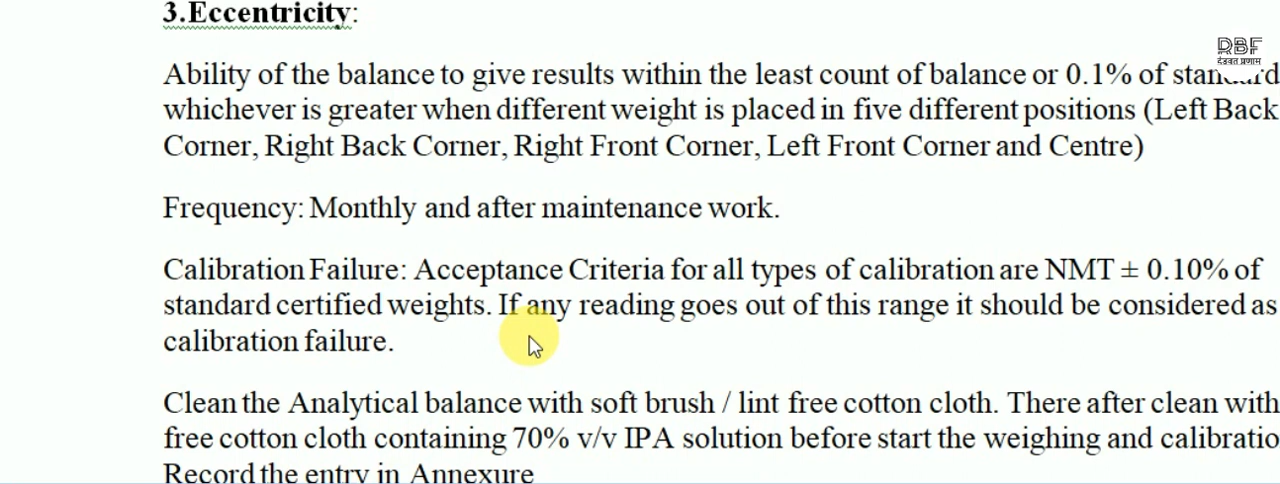 3.Eccentricity:
RBF
दंडवत प्रणाम
Ability of the balance to give results within the least count of balance or 0.1% of standard
whichever is greater when different weight is placed in five different positions (Left Back
Corner, Right Back Corner, Right Front Corner, Left Front Corner and Centre)
Frequency: Monthly and after maintenance work.
Calibration Failure: Acceptance Criteria for all types of calibration are NMT ± 0.10% of
standard certified weights. If any reading goes out of this range it should be considered as
calibration failure.
Clean the Analytical balance with soft brush / lint free cotton cloth. There after clean with
free cotton cloth containing 70% v/v IPA solution before start the weighing and calibratio
Record the entry in Annexure